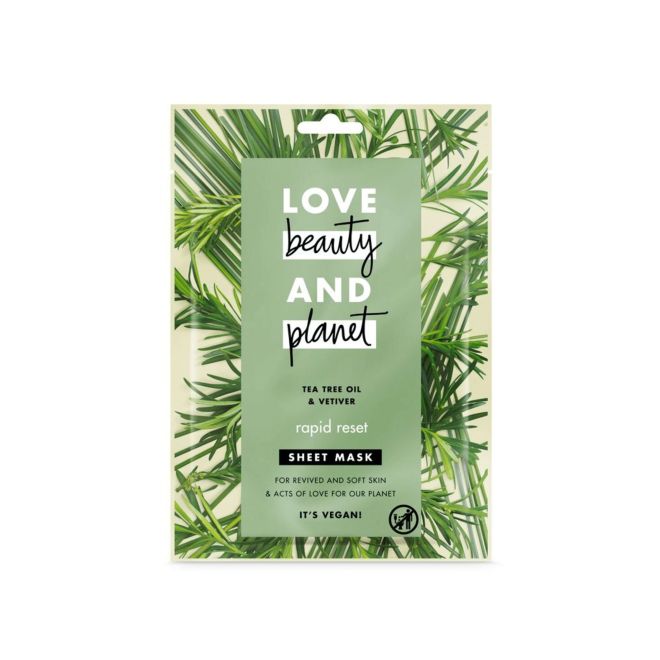 LOVE
beauty
AND
planet
TEA TREE OIL
& VETIVER
rapid reset
SHEET MASK
FOR REVIVED AND SOFT SKIN
& ACTS OF LOVE FOR OUR PLANET
IT'S VEGAN!